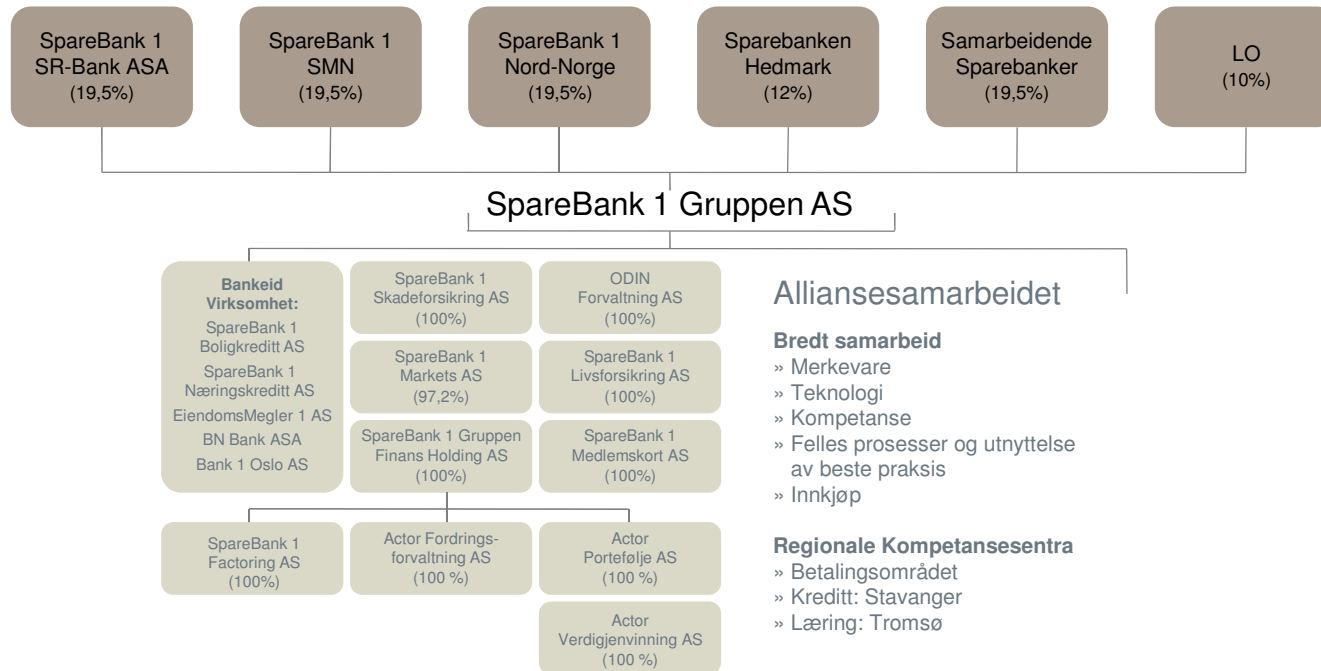 SpareBank 1
SR-Bank ASA
(19,5%)
SpareBank 1
SMN
(19,5%)
SpareBank 1
Nord-Norge
(19,5%)
Sparebanken
Hedmark
(12%)
Samarbeidende
Sparebanker
(19,5%)
LO
(10%)
SpareBank 1 Gruppen AS
Bankeid
Virksomhet:
SpareBank 1
Boligkreditt AS
SpareBank 1
Næringskreditt AS
EiendomsMegler 1 AS
BN Bank ASA
Bank 1 Oslo AS
SpareBank 1
Skadeforsikring AS
(100%)
ODIN
Forvaltning AS
(100%)
SpareBank 1
Markets AS
(97,2%)
SpareBank 1
Livsforsikring AS
(100%)
SpareBank 1 Gruppen
Finans Holding AS
(100%)
SpareBank 1
Medlemskort AS
(100%)
SpareBank 1
Factoring AS
(100%)
Actor Fordrings-
forvaltning AS
(100 %)
Actor
Portefølje AS
(100 %)
Actor
Verdigjenvinning AS
(100 %)
Alliansesamarbeidet
Bredt samarbeid
» Merkevare
» Teknologi
» Kompetanse
» Felles prosesser og utnyttelse
av beste praksis
» Innkjøp
Regionale Kompetansesentra
» Betalingsområdet
» Kreditt: Stavanger
» Læring: Tromsø